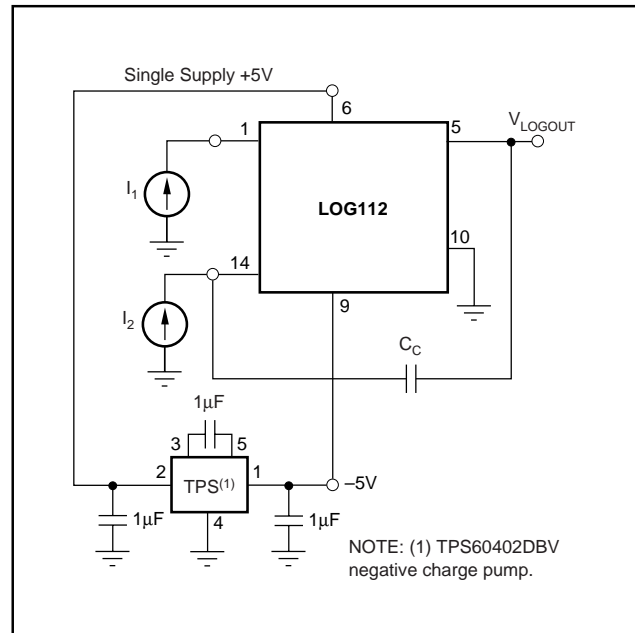 Single Supply +5V
6
1
5
V_LOGOUT
I_1
LOG112
10
14
9
I_2
C_C
1µF
3
5
2
TPS(1)
1
–5V
1µF
4
1µF
NOTE: (1) TPS60402DBV
negative charge pump.